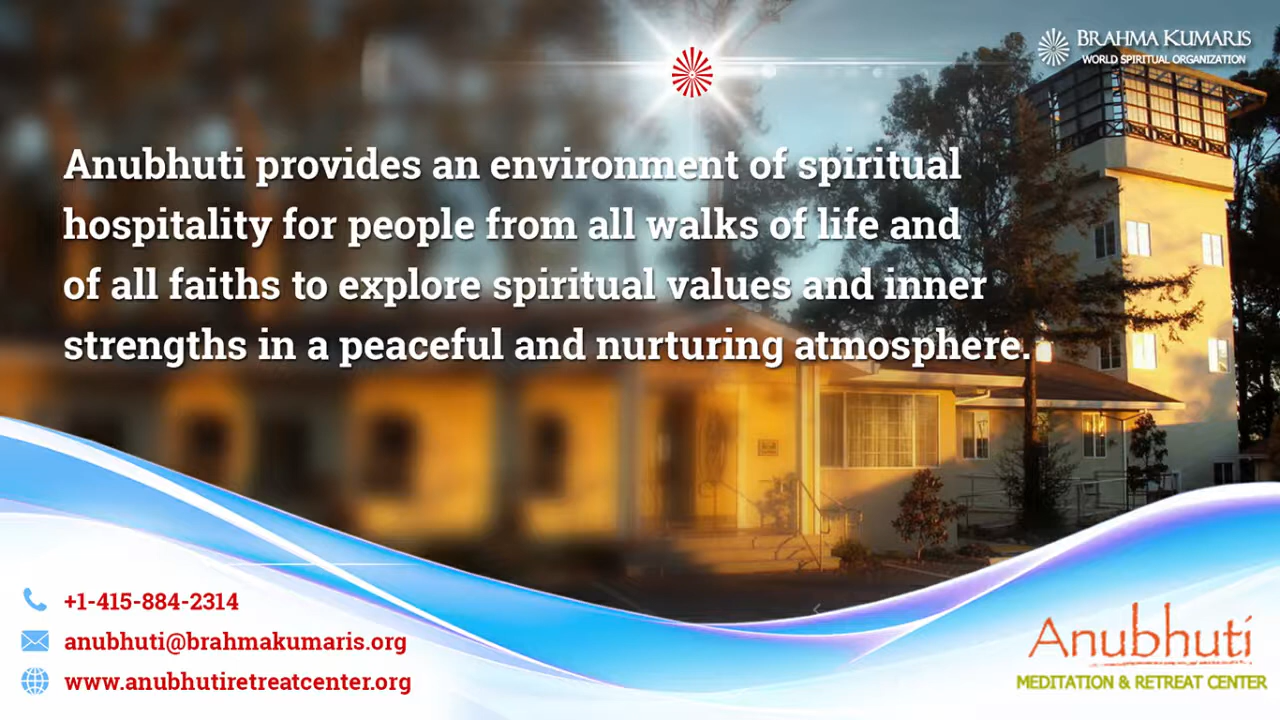 BRAHMA KUMARIS
WORLD SPIRITUAL ORGANIZATION
Anubhuti provides an environment of spiritual
hospitality for people from all walks of life and
of all faiths to explore spiritual values and inner
strengths in a peaceful and nurturing atmosphere.
+1-415-884-2314
anubhuti@brahmakumaris.org
www.anubhutiretreatcenter.org
Anubhuti
MEDITATION & RETREAT CENTER